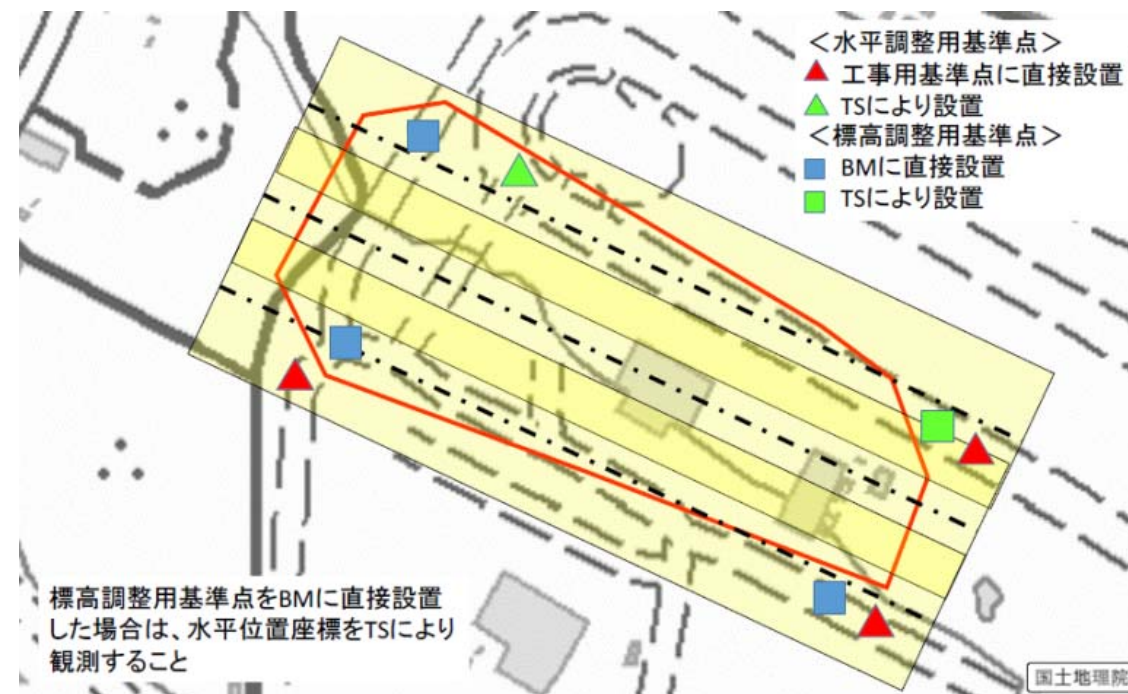 ＜水平調整用基準点＞
工事用基準点に直接設置
TSにより設置
＜標高調整用基準点＞
BMに直接設置
TSにより設置
標高調整用基準点をBMに直接設置
した場合は、水平位置座標をTSにより
観測すること
国土地理院